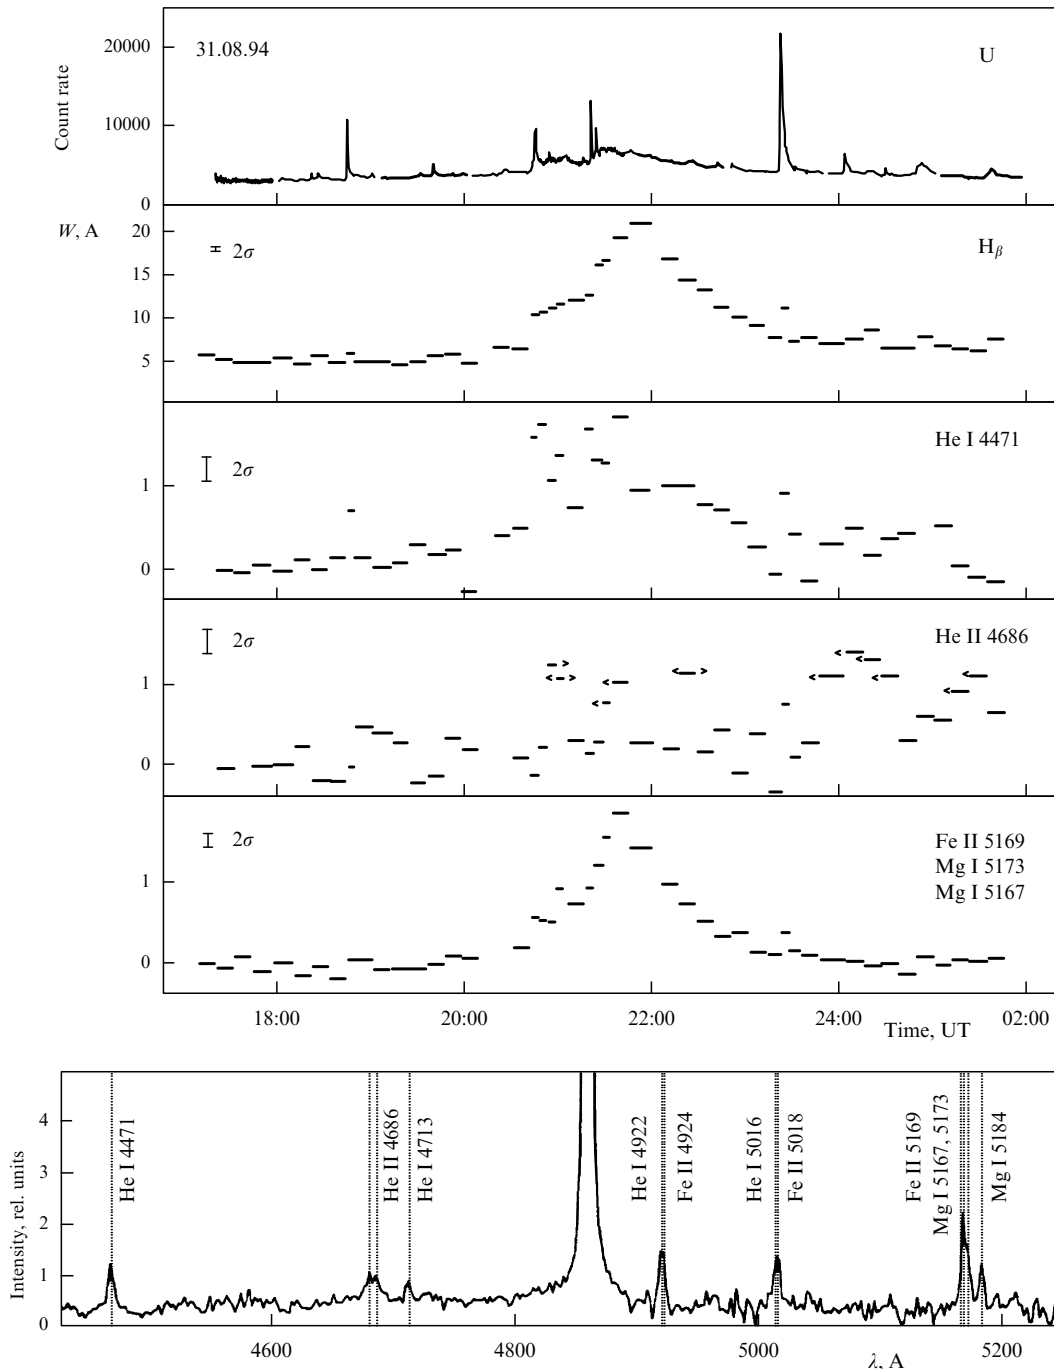 31.08.94
U
Count rate
20000
10000
0
W, A
20
15
10
5
2σ
Hβ
1
0
2σ
He I 4471
1
0
2σ
He II 4686
1
0
2σ
Fe II 5169
Mg I 5173
Mg I 5167
18:00
20:00
22:00
24:00
02:00
Time, UT
Intensity, rel. units
4
3
2
1
0
He I 4471
He II 4686
He I 4713
He I 4922
Fe II 4924
He I 5016
Fe II 5018
Fe II 5169
Mg I 5167, 5173
Mg I 5184
4600
4800
5000
5200
λ, A